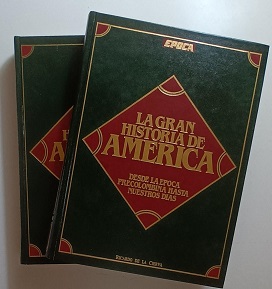 EPOCA
LA GRAN
HISTORIA DE
AMERICA
DESDE LA EPOCA
PRECOLOMBINA HASTA
NUESTROS DIAS
RICARDO DE LA CIERVA